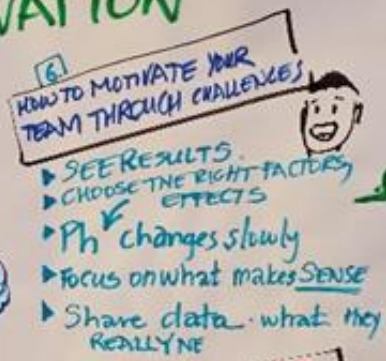 VATION
6.
HOW TO MOTIVATE YOUR
TEAM THROUGH CHALLENGES
▸ SEE RESULTS.
▸ CHOOSE THE RIGHT FACTORS,
EFFECTS
▸ Ph changes slowly
▸ Focus on what makes SENSE
▸ Share data. what they
REALLY NE